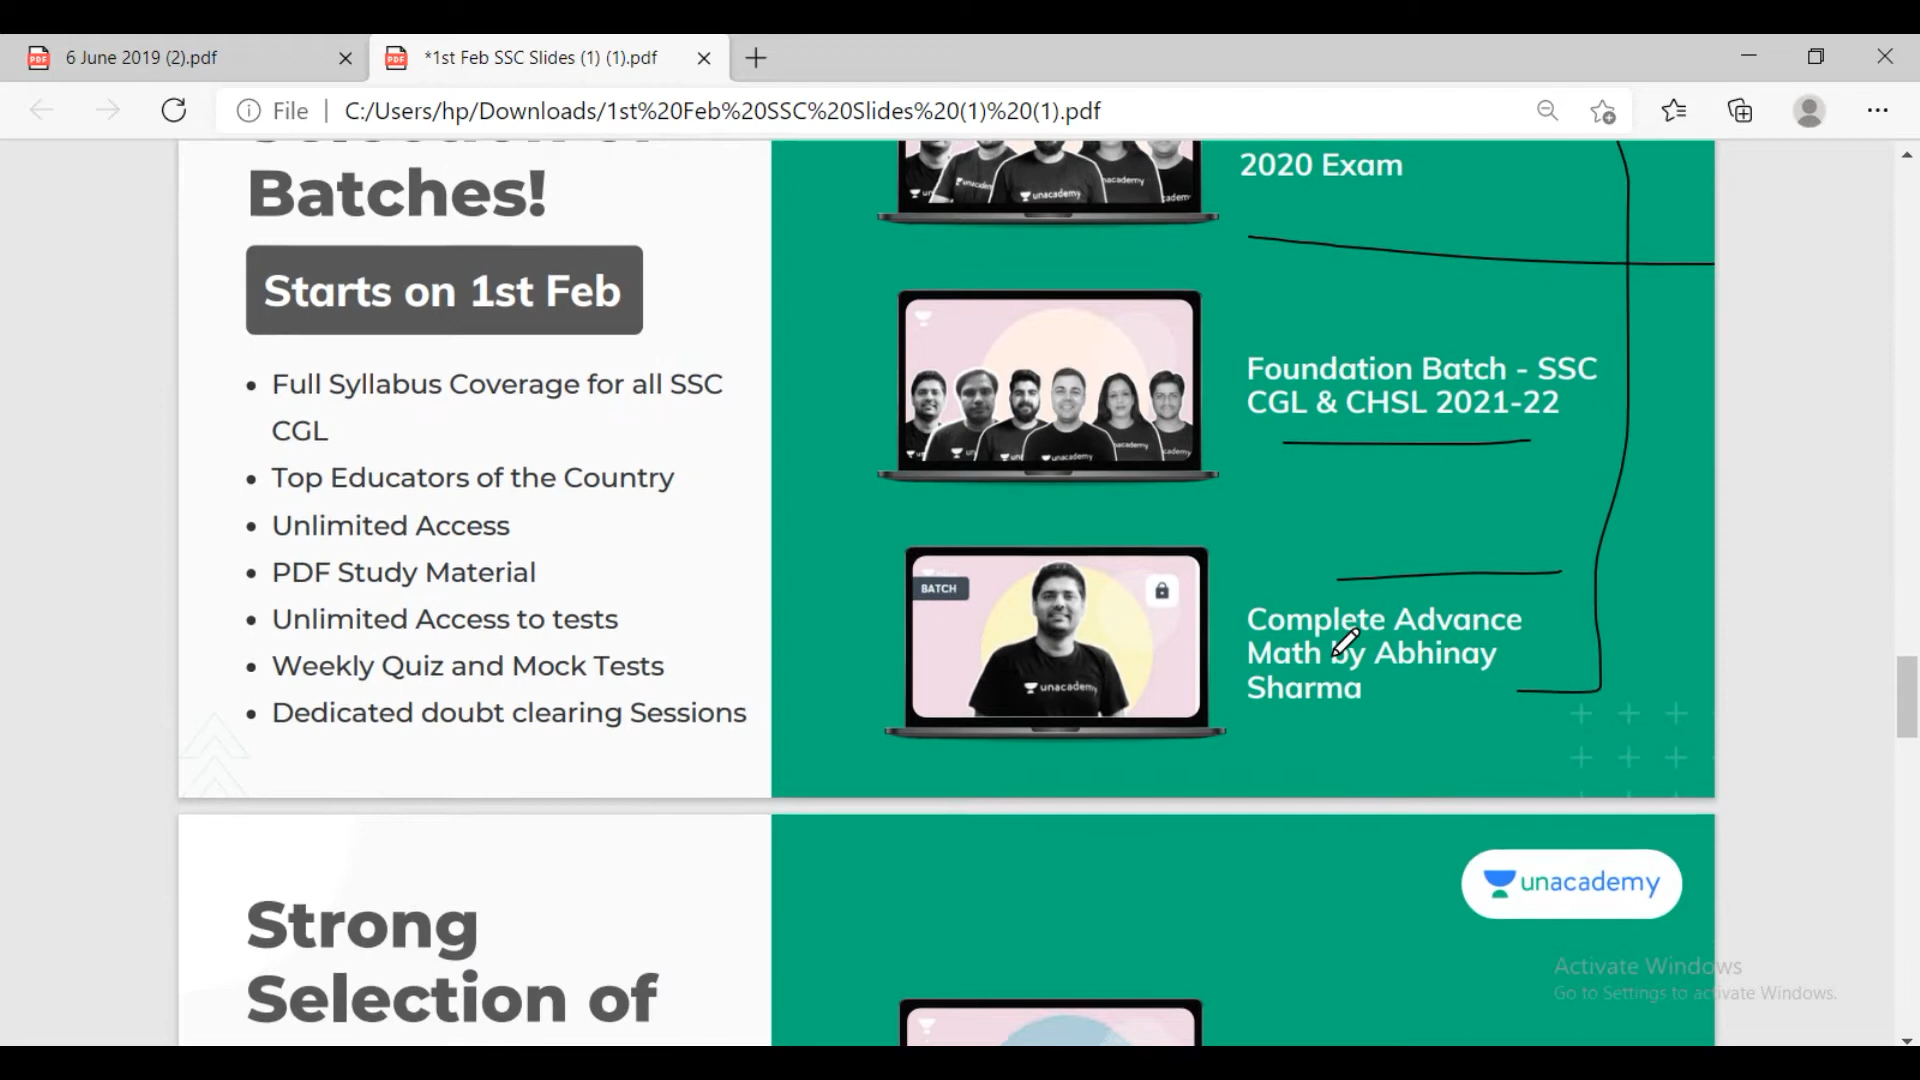 6 June 2019 (2).pdf
*1st Feb SSC Slides (1) (1).pdf
File
C:/Users/hp/Downloads/1st%20Feb%20SSC%20Slides%20(1)%20(1).pdf
Batches!
Starts on 1st Feb
Full Syllabus Coverage for all SSC
CGL
Top Educators of the Country
Unlimited Access
PDF Study Material
Unlimited Access to tests
Weekly Quiz and Mock Tests
Dedicated doubt clearing Sessions
unacademy
2020 Exam
unacademy
Foundation Batch - SSC
CGL & CHSL 2021-22
BATCH
unacademy
Complete Advance
Math by Abhinay
Sharma
Strong
Selection of
unacademy
Activate Windows
Go to Settings to activate Windows.